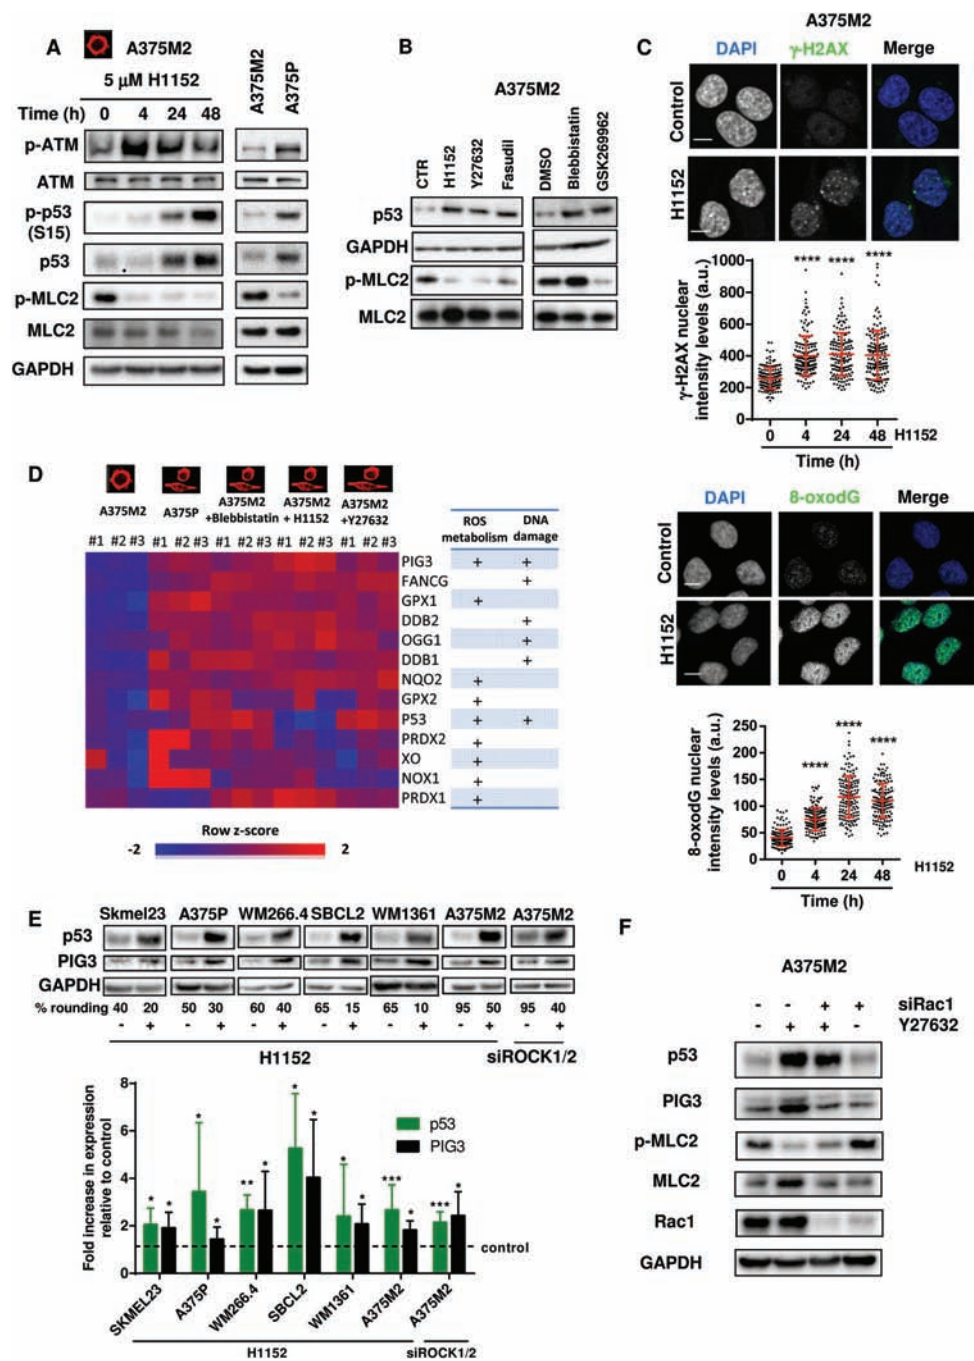 A
A375M2
5 µM H1152
Time (h) 0 4 24 48
A375M2
A375P
p-ATM
ATM
p-p53
(S15)
p53
p-MLC2
MLC2
GAPDH
B
A375M2
CTR
H1152
Y27632
Fasudil
DMSO
Blebbistatin
GSK269962
p53
GAPDH
p-MLC2
MLC2
C
A375M2
DAPI γ-H2AX Merge
Control
H1152
γ-H2AX nuclear
intensity levels (a.u.)
1000
800
600
400
200
0
**** **** ****
0 4 24 48 H1152
Time (h)
DAPI 8-oxodG Merge
Control
H1152
8-oxodG nuclear
intensity levels (a.u.)
250
200
150
100
50
0
**** **** ****
0 4 24 48
H1152
Time (h)
D
A375M2 A375P A375M2 +Blebbistatin A375M2 + H1152 A375M2 +Y27632
#1 #2 #3 #1 #2 #3 #1 #2 #3 #1 #2 #3 #1 #2 #3
ROS metabolism DNA damage
PIG3 + +
FANCG +
GPX1 +
DDB2 +
OGG1 +
DDB1 +
NQO2 +
GPX2 +
P53 + +
PRDX2 +
XO +
NOX1 +
PRDX1 +
Row z-score
-2 2
E
Skmel23 A375P WM266.4 SBCL2 WM1361 A375M2 A375M2
p53
PIG3
GAPDH
% rounding 40 20 50 30 60 40 65 15 65 10 95 50 95 40
- + - + - + - + - + - + - +
H1152 siROCK1/2
Fold increase in expression
relative to control
8
6
4
2
0
p53
PIG3
* * * * ** * * * * * *** * *** *
control
SKMEL23
A375P
WM266.4
SBCL2
WM1361
A375M2
A375M2
H1152 siROCK1/2
F
A375M2
- - + + siRac1
- + + - Y27632
p53
PIG3
p-MLC2
MLC2
Rac1
GAPDH